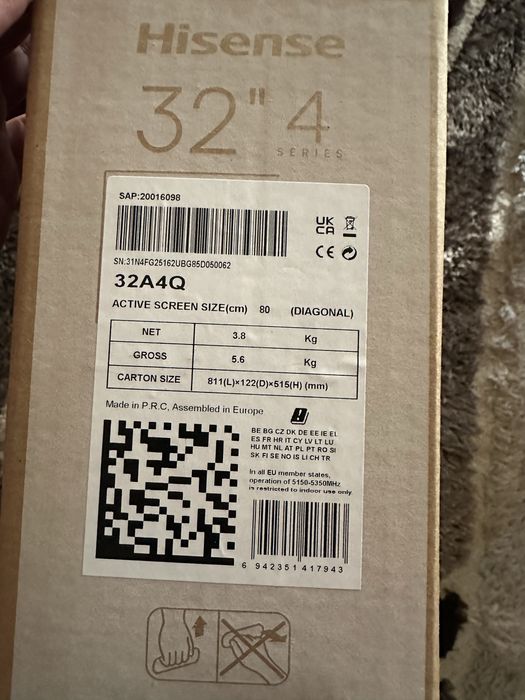 Hisense
32" 4
SERIES
SAP:20016098
SN:31N4FG25162UBG85D050062
32A4Q
ACTIVE SCREEN SIZE(cm) 80 (DIAGONAL)
NET 3.8 Kg
GROSS 5.6 Kg
CARTON SIZE 811(L)×122(D)×515(H) (mm)
Made in P.R.C, Assembled in Europe
UK
CA
CE
BE BG CZ DK DE EE IE EL
ES FR HR IT CY LV LT LU
HU MT NL AT PL PT RO SI
SK FI SE NO IS LI CH TR
In all EU member states,
operation of 5150-5350MHz
is restricted to indoor use only
6 942351 417943